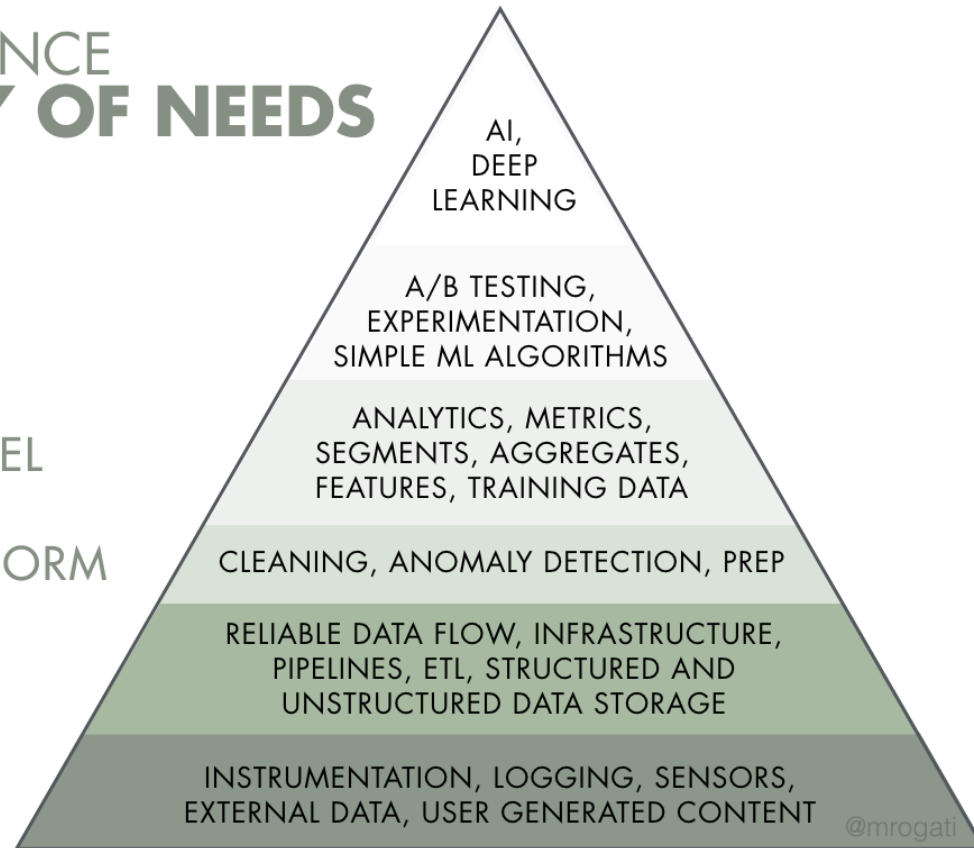 NCE
Y OF NEEDS
AI,
DEEP
LEARNING
A/B TESTING,
EXPERIMENTATION,
SIMPLE ML ALGORITHMS
ANALYTICS, METRICS,
SEGMENTS, AGGREGATES,
FEATURES, TRAINING DATA
EL
CLEANING, ANOMALY DETECTION, PREP
ORM
RELIABLE DATA FLOW, INFRASTRUCTURE,
PIPELINES, ETL, STRUCTURED AND
UNSTRUCTURED DATA STORAGE
INSTRUMENTATION, LOGGING, SENSORS,
EXTERNAL DATA, USER GENERATED CONTENT
@mrogati